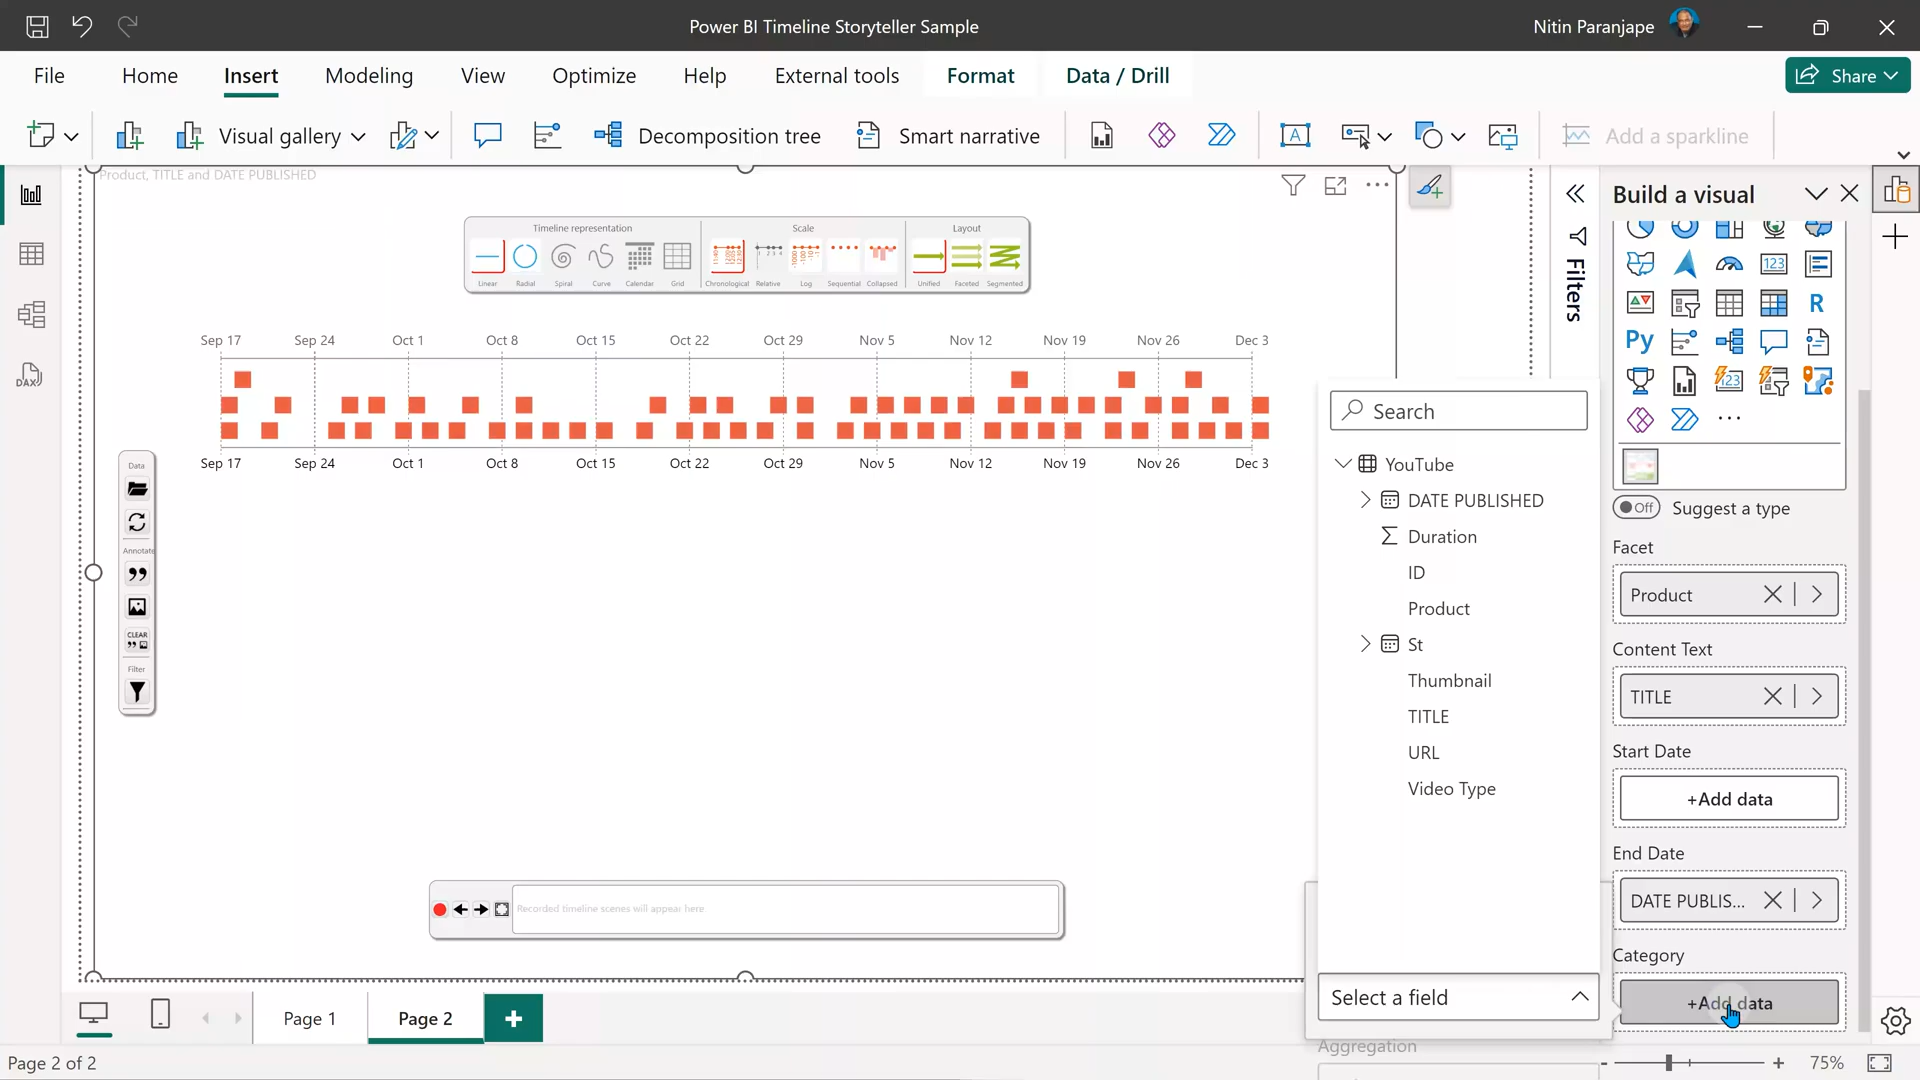 Power BI Timeline Storyteller Sample
Nitin Paranjape
File
Home
Insert
Modeling
View
Optimize
Help
External tools
Format
Data / Drill
Share
Visual gallery
Decomposition tree
Smart narrative
Add a sparkline
Product, TITLE and DATE PUBLISHED
Timeline representation
Scale
Layout
Linear
Radial
Spiral
Curve
Calendar
Grid
Chronological
Relative
Log
Sequential
Collapsed
Unified
Faceted
Segmented
Sep 17
Sep 24
Oct 1
Oct 8
Oct 15
Oct 22
Oct 29
Nov 5
Nov 12
Nov 19
Nov 26
Dec 3
Sep 17
Sep 24
Oct 1
Oct 8
Oct 15
Oct 22
Oct 29
Nov 5
Nov 12
Nov 19
Nov 26
Dec 3
Data
Annotate
CLEAR
Filter
Recorded timeline scenes will appear here
Filters
Search
YouTube
DATE PUBLISHED
Duration
ID
Product
St
Thumbnail
TITLE
URL
Video Type
Select a field
Aggregation
Build a visual
123
R
Py
123
Off
Suggest a type
Facet
Product
Content Text
TITLE
Start Date
+Add data
End Date
DATE PUBLIS...
Category
+Add data
DAX
Page 1
Page 2
Page 2 of 2
75%